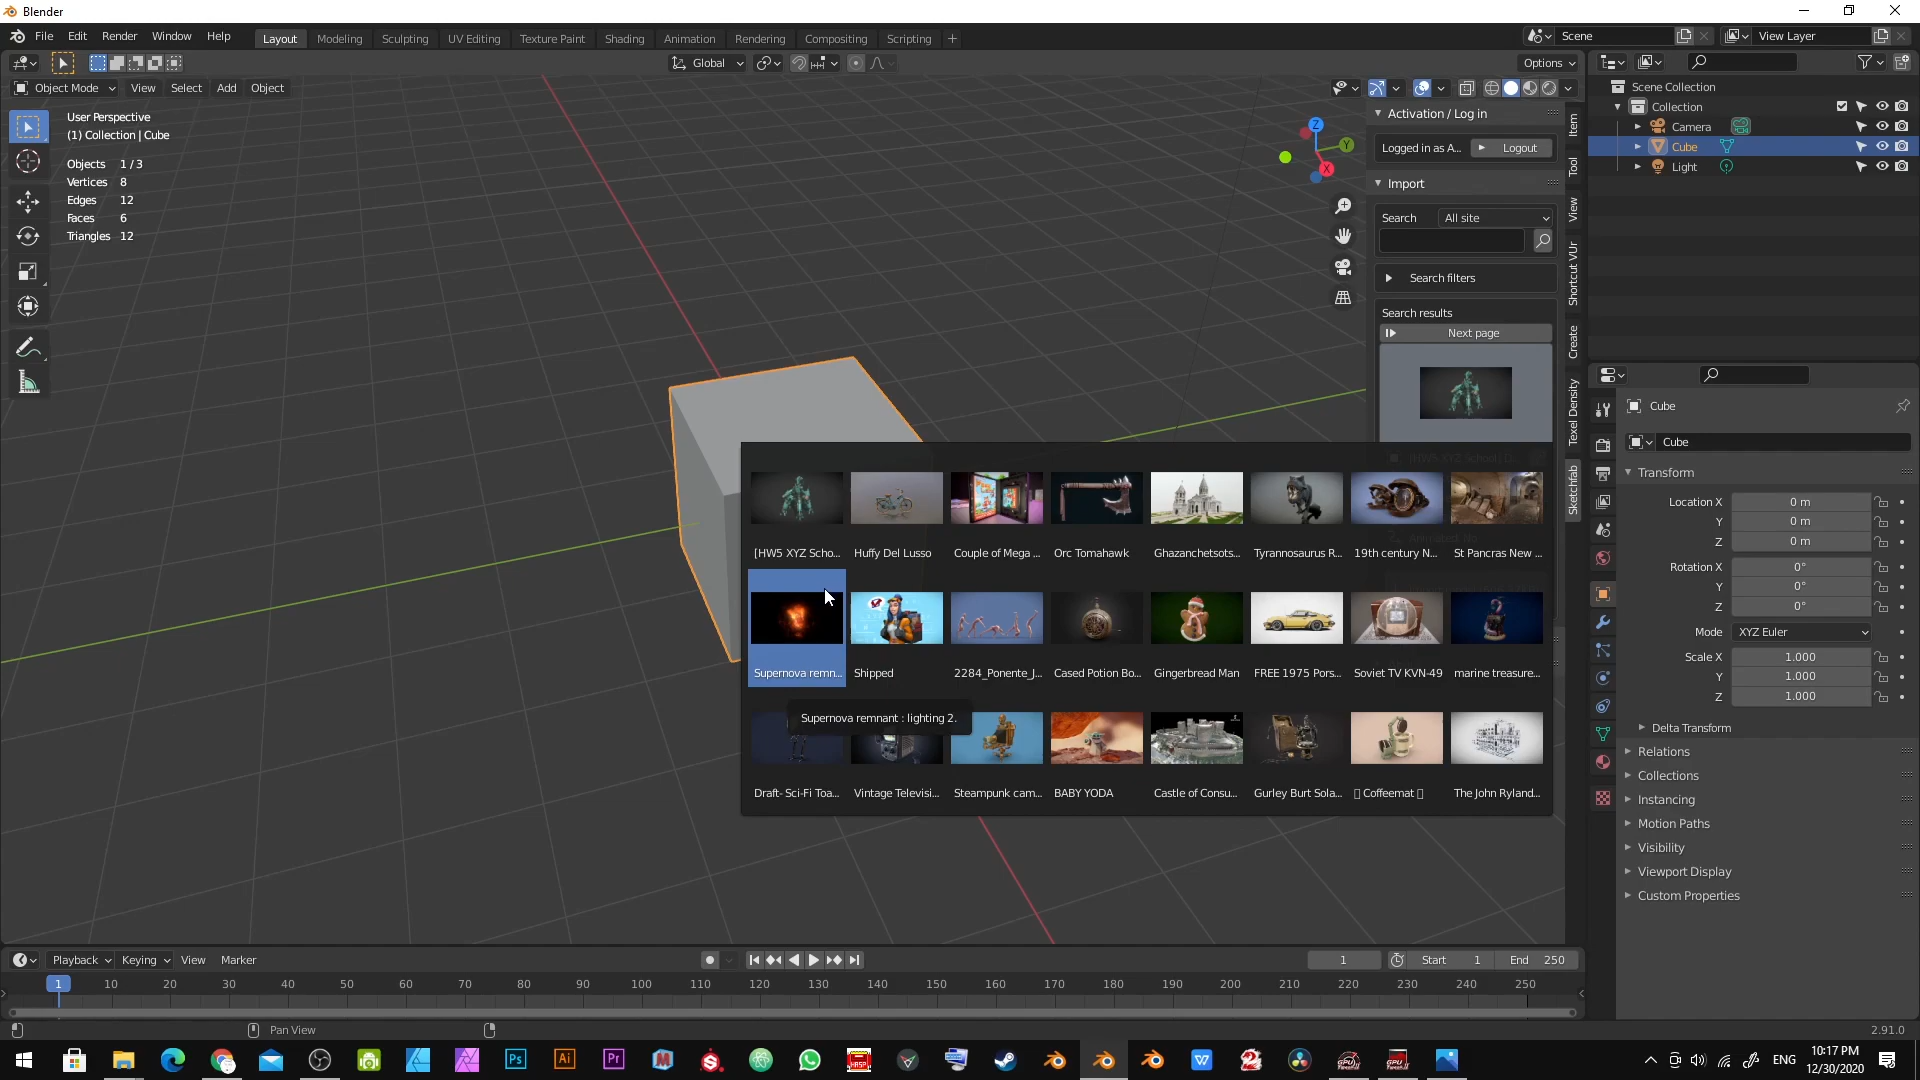 Blender
File Edit Render Window Help
Layout Modeling Sculpting UV Editing Texture Paint Shading Animation Rendering Compositing Scripting +
Scene
View Layer
Global
Options
Object Mode View Select Add Object
User Perspective
(1) Collection | Cube
Objects 1 / 3
Vertices 8
Edges 12
Faces 6
Triangles 12
Z
Y
X
Activation / Log in
Logged in as A... Logout
Import
Search All site
Search filters
Search results
Next page
Item
Tool
View
Shortcut VUr
Create
Texel Density
Sketchfab
[HW5 XYZ Scho... Huffy Del Lusso Couple of Mega ... Orc Tomahawk Ghazanchetsots... Tyrannosaurus R... 19th century N... St Pancras New ...
Supernova remn... Shipped 2284_Ponente_J... Cased Potion Bo... Gingerbread Man FREE 1975 Pors... Soviet TV KVN-49 marine treasure...
Supernova remnant : lighting 2.
Draft- Sci-Fi Toa... Vintage Televisi... Steampunk cam... BABY YODA Castle of Consu... Gurley Burt Sola... Coffeemat The John Ryland...
Scene Collection
Collection
Camera
Cube
Light
Cube
Cube
Transform
Location X 0 m
Y 0 m
Z 0 m
Rotation X 0°
Y 0°
Z 0°
Mode XYZ Euler
Scale X 1.000
Y 1.000
Z 1.000
Delta Transform
Relations
Collections
Instancing
Motion Paths
Visibility
Viewport Display
Custom Properties
Playback Keying View Marker
1 Start 1 End 250
1 10 20 30 40 50 60 70 80 90 100 110 120 130 140 150 160 170 180 190 200 210 220 230 240 250
Pan View
2.91.0
Ps Ai Pr
ENG
10:17 PM
12/30/2020